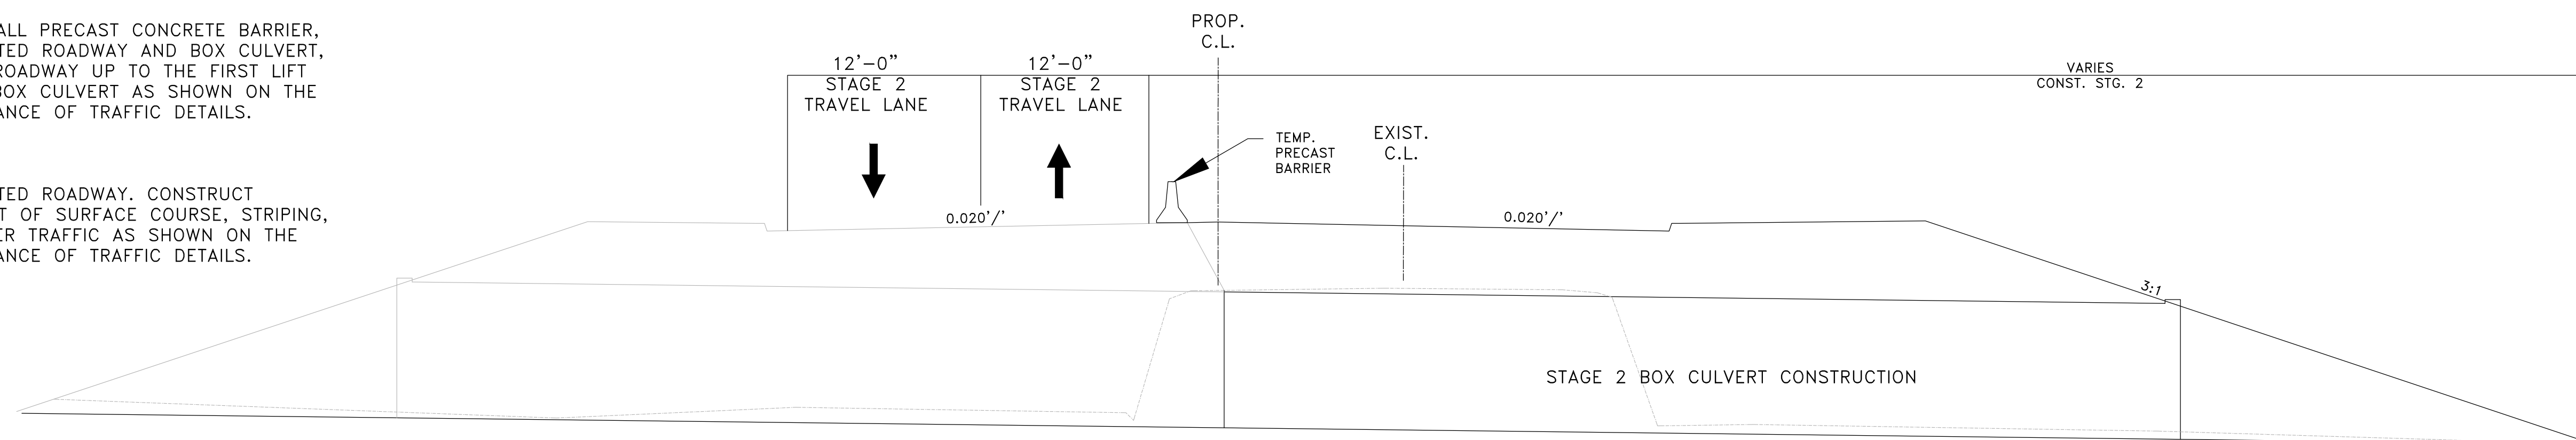 ALL PRECAST CONCRETE BARRIER,
TED ROADWAY AND BOX CULVERT,
ROADWAY UP TO THE FIRST LIFT
BOX CULVERT AS SHOWN ON THE
ANCE OF TRAFFIC DETAILS.
TED ROADWAY. CONSTRUCT
T OF SURFACE COURSE, STRIPING,
ER TRAFFIC AS SHOWN ON THE
ANCE OF TRAFFIC DETAILS.
12'-0"
STAGE 2
TRAVEL LANE
12'-0"
STAGE 2
TRAVEL LANE
PROP.
C.L.
TEMP.
PRECAST
BARRIER
EXIST.
C.L.
VARIES
CONST. STG. 2
0.020'/'
0.020'/'
3:1
STAGE 2 BOX CULVERT CONSTRUCTION